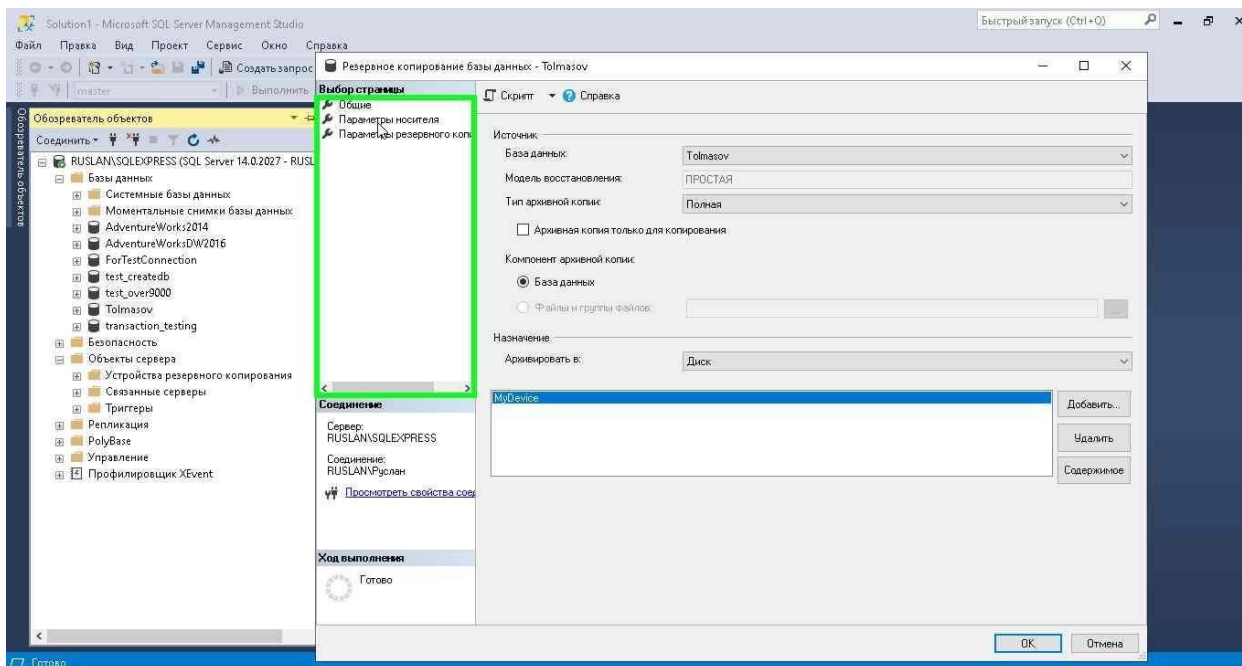 Solution1 - Microsoft SQL Server Management Studio
Быстрый запуск (Ctrl+Q)
Файл Правка Вид Проект Сервис Окно Справка
Создать запрос
master
Выполнить
Обозреватель объектов
Обозреватель объектов
Соединить
RUSLAN\SQLEXPRESS (SQL Server 14.0.2027 - RUSL
Базы данных
Системные базы данных
Моментальные снимки базы данных
AdventureWorks2014
AdventureWorksDW2016
ForTestConnection
test_createdb
test_over9000
Tolmasov
transaction_testing
Безопасность
Объекты сервера
Устройства резервного копирования
Связанные серверы
Триггеры
Репликация
PolyBase
Управление
Профилировщик XEvent
Готово
Резервное копирование базы данных - Tolmasov
Выбор страницы
Общие
Параметры носителя
Параметры резервного копи
Соединение
Сервер:
RUSLAN\SQLEXPRESS
Соединение:
RUSLAN\Руслан
Просмотреть свойства соед
Ход выполнения
Готово
Скрипт Справка
Источник
База данных: Tolmasov
Модель восстановления: ПРОСТАЯ
Тип архивной копии: Полная
Архивная копия только для копирования
Компонент архивной копии:
База данных
Файлы и группы файлов: ...
Назначение
Архивировать в: Диск
MyDevice
Добавить...
Удалить
Содержимое
OK Отмена